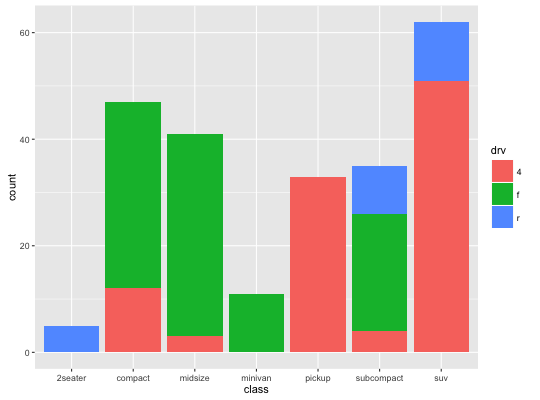 60
40
20
0
count
2seater compact midsize minivan pickup subcompact suv
class
drv
4
f
r